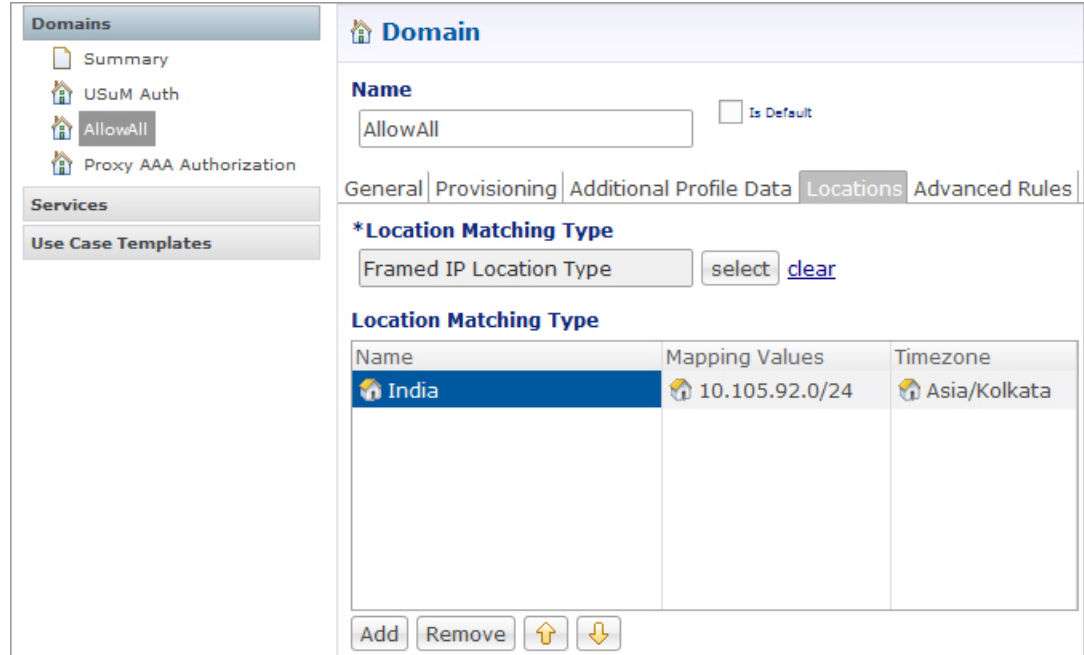 Domains
Summary
USuM Auth
AllowAll
Proxy AAA Authorization
Services
Use Case Templates
Domain
Name
Is Default
AllowAll
General Provisioning Additional Profile Data Locations Advanced Rules
*Location Matching Type
Framed IP Location Type select clear
Location Matching Type
Name Mapping Values Timezone
India 10.105.92.0/24 Asia/Kolkata
Add Remove